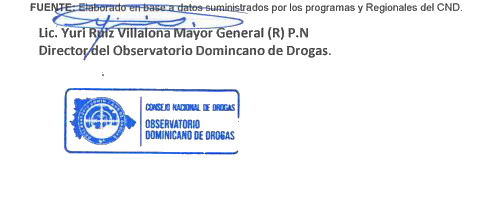 FUENTE: Elaborado en base a datos suministrados por los programas y Regionales del CND.
Lic. Yuri Ruiz Villalona Mayor General (R) P.N
Director del Observatorio Domincano de Drogas.
CONSEJO NACIONAL DE DROGAS
OBSERVATORIO
DOMINICANO DE DROGAS